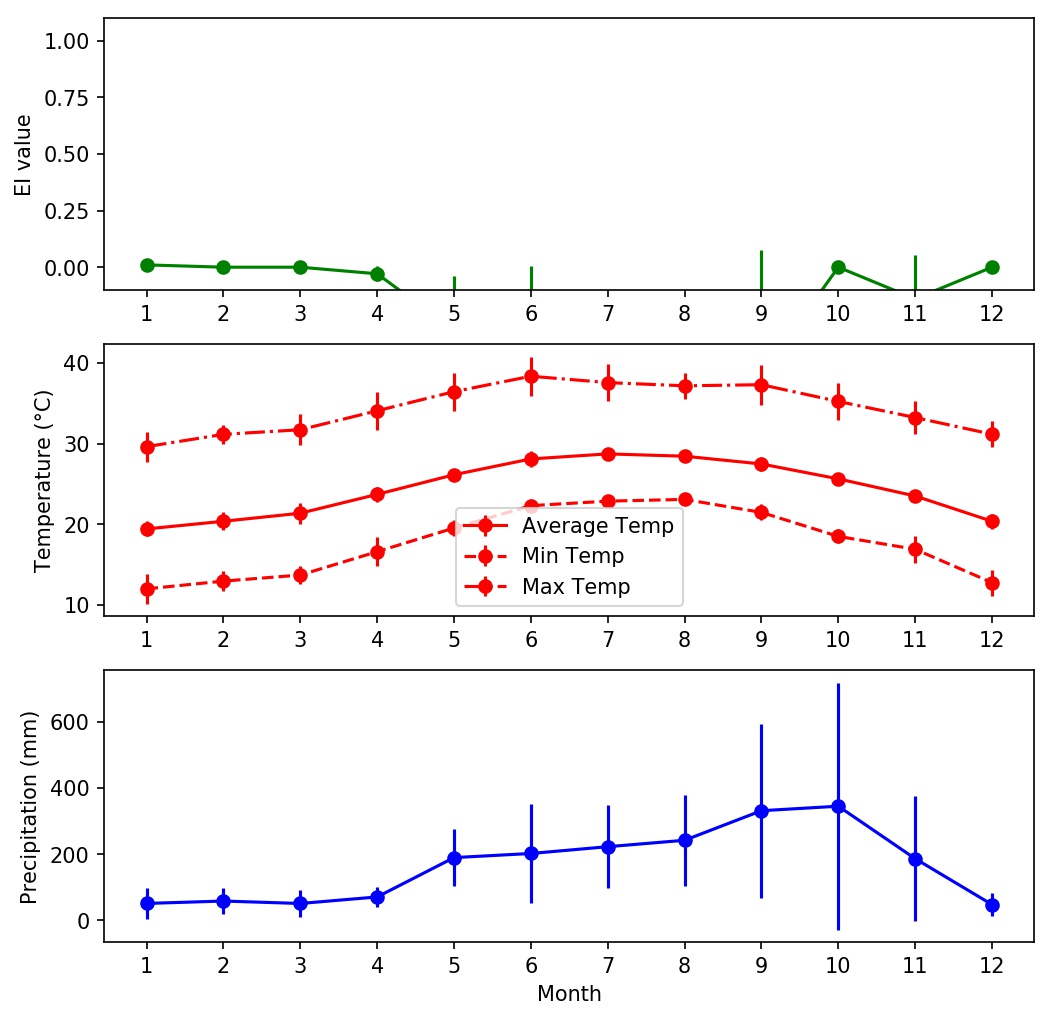 1.00
0.75
0.50
0.25
0.00
EI value
1 2 3 4 5 6 7 8 9 10 11 12
40
30
20
10
Temperature (°C)
Average Temp
Min Temp
Max Temp
1 2 3 4 5 6 7 8 9 10 11 12
600
400
200
0
Precipitation (mm)
1 2 3 4 5 6 7 8 9 10 11 12
Month